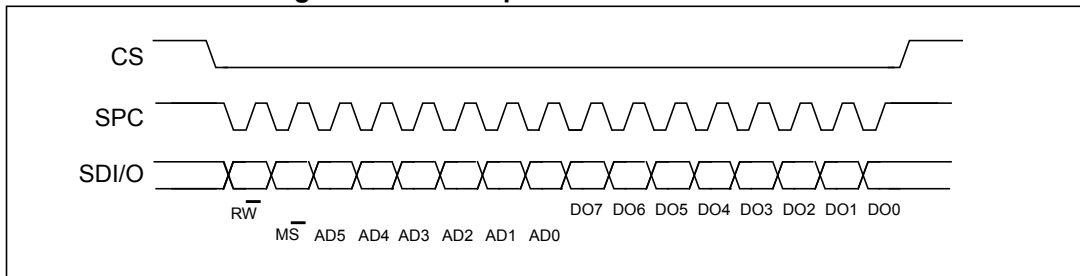 CS
SPC
SDI/O
RW̅
DO7 DO6 DO5 DO4 DO3 DO2 DO1 DO0
MS̅ AD5 AD4 AD3 AD2 AD1 AD0